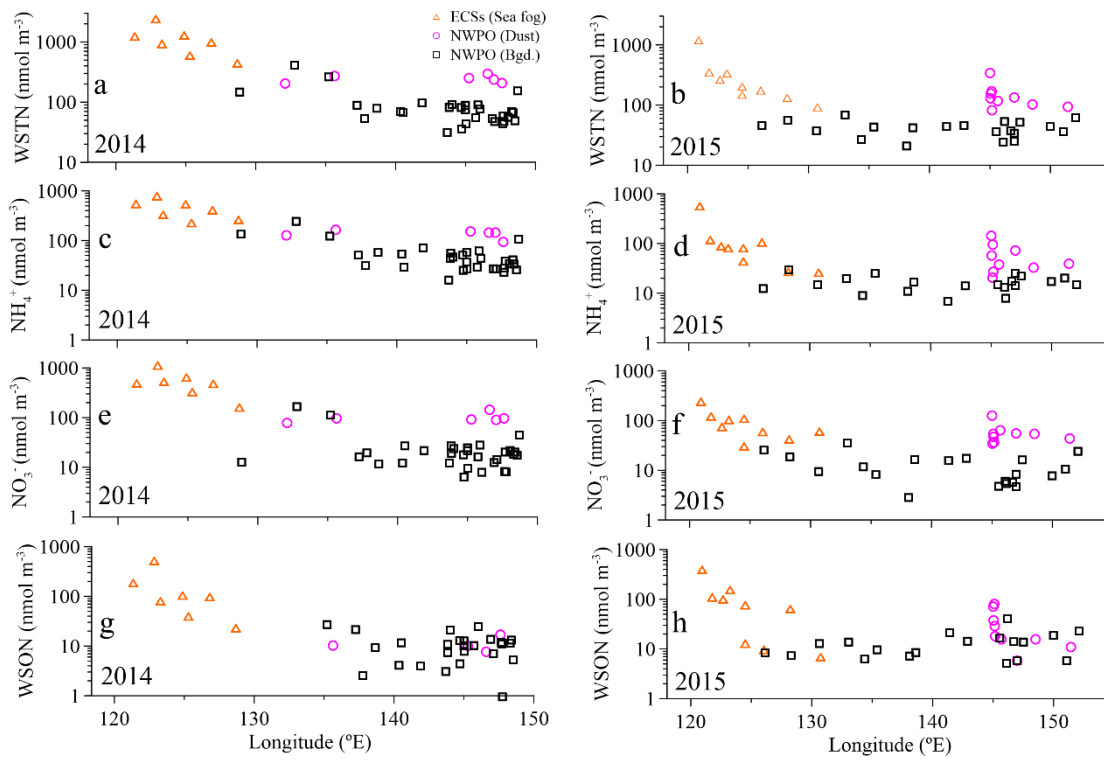 ECSs (Sea fog)
NWPO (Dust)
NWPO (Bgd.)
WSTN (nmol m⁻³)
1000
100
10
a
2014
WSTN (nmol m⁻³)
1000
100
10
b
2015
NH₄⁺ (nmol m⁻³)
1000
100
10
1
c
2014
NH₄⁺ (nmol m⁻³)
1000
100
10
1
d
2015
NO₃⁻ (nmol m⁻³)
1000
100
10
1
e
2014
NO₃⁻ (nmol m⁻³)
1000
100
10
1
f
2015
WSON (nmol m⁻³)
1000
100
10
1
g
2014
120 130 140 150
Longitude (ºE)
WSON (nmol m⁻³)
1000
100
10
1
h
2015
120 130 140 150
Longitude (ºE)